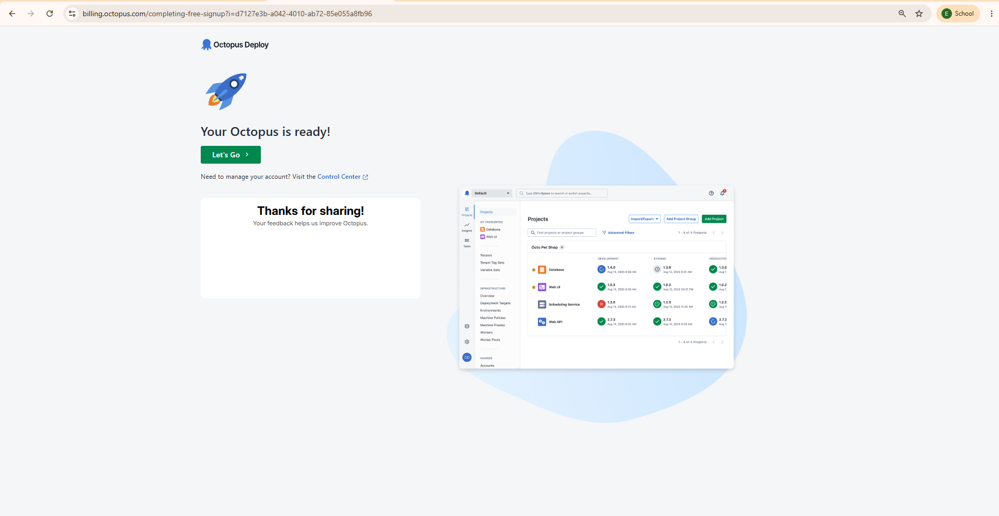 billing.octopus.com/completing-free-signup?i=d7127e3b-a042-4010-ab72-85e055a8fb96
E School
Octopus Deploy
Your Octopus is ready!
Let's Go
Need to manage your account? Visit the Control Center
Thanks for sharing!
Your feedback helps us improve Octopus.
Default
Type Ctrl+Space to search or switch projects...
1
Projects
Insights
Tasks
OD
Projects
MY FAVOURITES
Database
Web UI
Tenants
Tenant Tag Sets
Variable Sets
INFRASTRUCTURE
Overview
Deployment Targets
Environments
Machine Policies
Machine Proxies
Workers
Worker Pools
MANAGE
Accounts
Projects
Import/Export
Add Project Group
Add Project
Find projects or project groups
Advanced filters
1 - 4 of 4 Projects
Octo Pet Shop 4
DEVELOPMENT STAGING PRODUCTIO
Database
1.4.0
Aug 14, 2025 6:56 AM
1.3.9
Aug 12, 2025 6:31 AM
1.3.8
Aug 1
Web UI
1.0.3
Aug 14, 2025 6:28 AM
1.0.2
Aug 12, 2025 04:21 PM
1.0.2
Aug 1
Scheduling Service
1.3.0
Aug 14, 2025 6:31 AM
1.2.5
Aug 13, 2025 11:42 AM
1.2.5
Aug 1
Web API
2.7.3
Aug 14, 2025 6:02 AM
2.7.3
Aug 14, 2025 6:23 AM
2.7.3
Aug 1
1 - 4 of 4 Projects